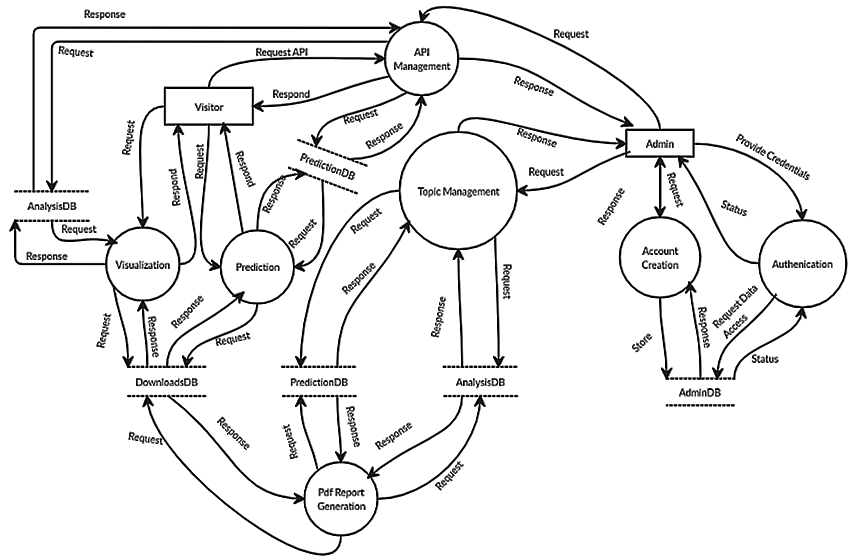 Response
Request
Request
API
Management
Request API
Response
Respond
Visitor
Request
Response
Request
Request
Respond
Respond
PredictionDB
Response
Request
Admin
Provide Credentials
Response
Request
Topic Management
Request
AnalysisDB
Request
Response
Visualization
Response
Request
Prediction
Request
Response
Request
Response
Request
Status
Account
Creation
Authenication
Request
Response
Response
Request
Response
Store
Response
Request Data
Access
Status
DownloadsDB
PredictionDB
AnalysisDB
AdminDB
Request
Response
Request
Response
Response
Request
Pdf Report
Generation